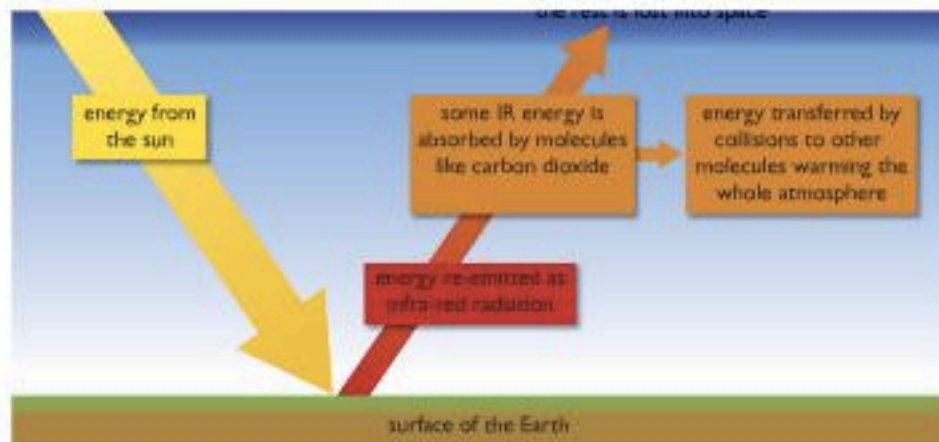 the rest is lost into space
energy from
the sun
some IR energy is
absorbed by molecules
like carbon dioxide
energy transferred by
collisions to other
molecules warming the
whole atmosphere
energy re-emitted as
infra-red radiation
surface of the Earth